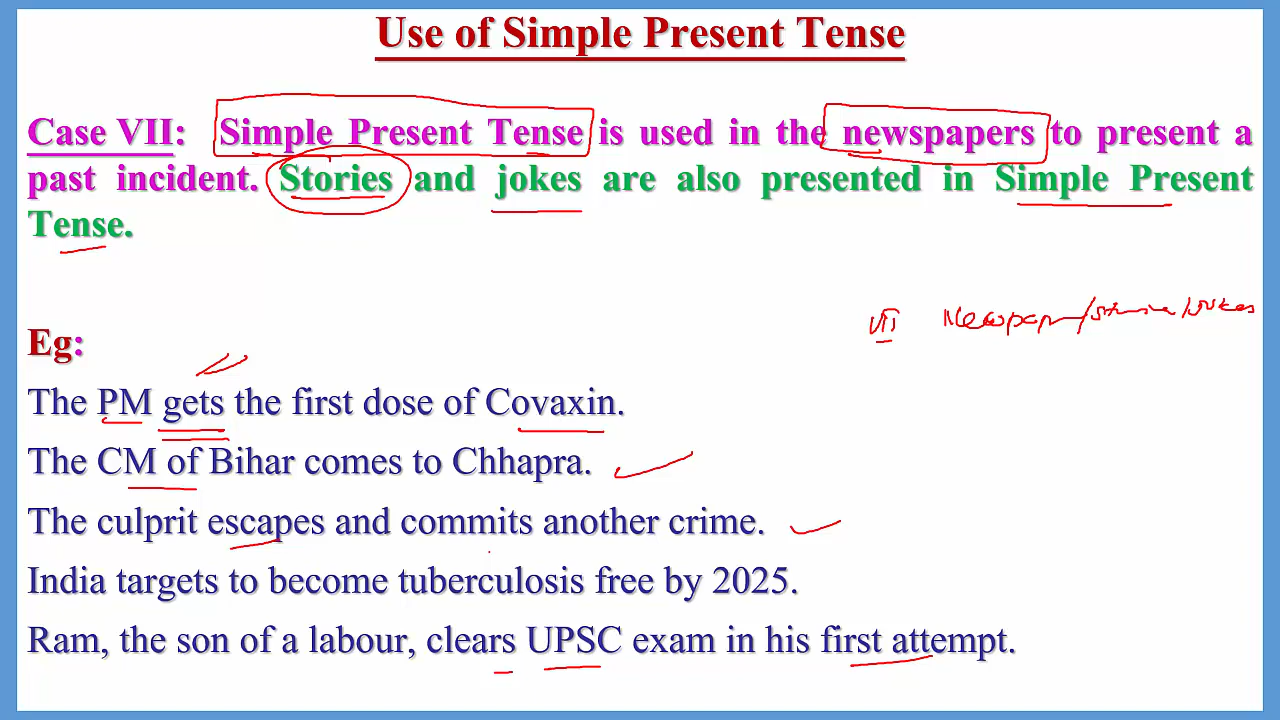 Use of Simple Present Tense
Case VII: Simple Present Tense is used in the newspapers to present a
past incident. Stories and jokes are also presented in Simple Present
Tense.
VII Newspaper/
Eg:
The PM gets the first dose of Covaxin.
The CM of Bihar comes to Chhapra.
The culprit escapes and commits another crime.
India targets to become tuberculosis free by 2025.
Ram, the son of a labour, clears UPSC exam in his first attempt.